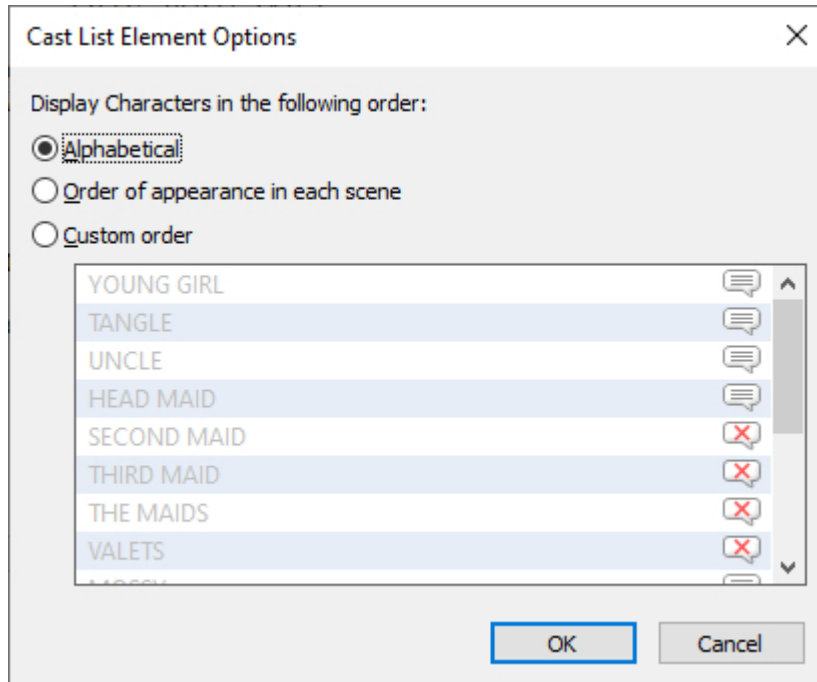 Cast List Element Options
Display Characters in the following order:
Alphabetical
Order of appearance in each scene
Custom order
YOUNG GIRL
TANGLE
UNCLE
HEAD MAID
SECOND MAID
THIRD MAID
THE MAIDS
VALETS
OK Cancel